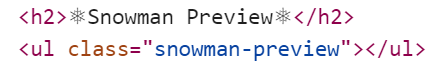 <h2>⚛Snowman Preview⚛</h2>
<ul class="snowman-preview"></ul>